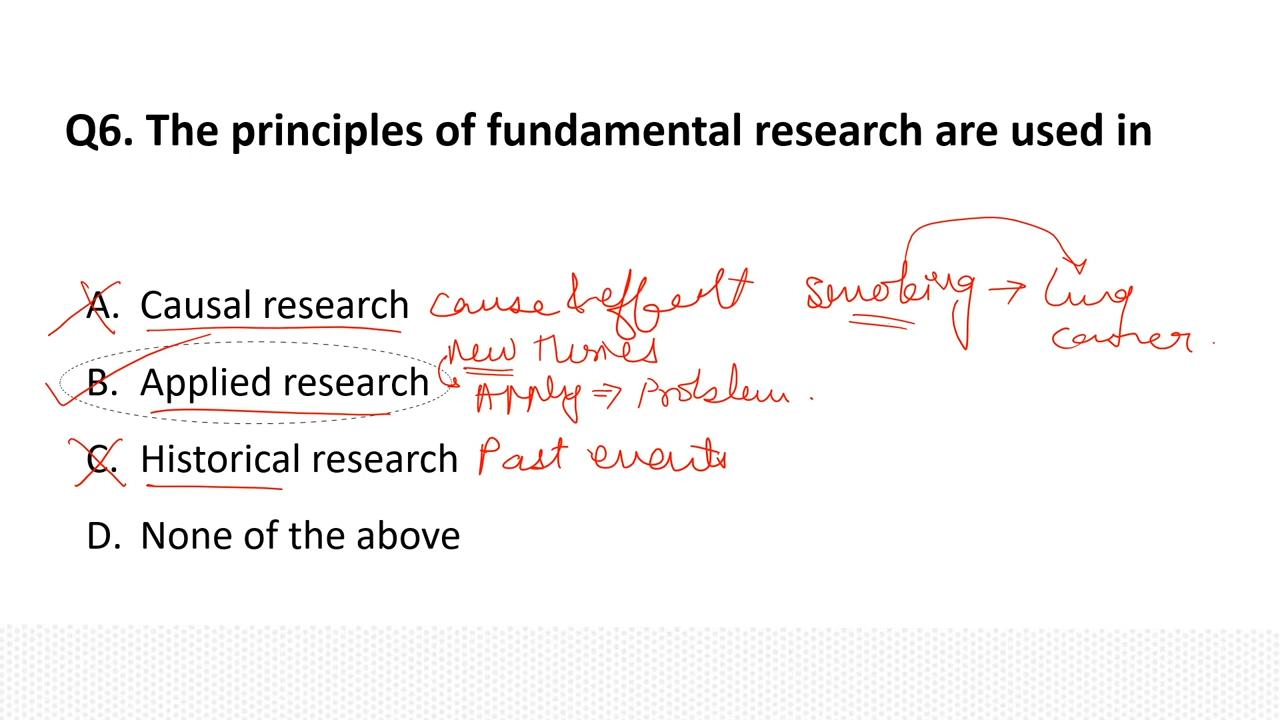 Q6. The principles of fundamental research are used in
A. Causal research cause & effect smoking → lung
cancer.
new
B. Applied research Apply ⇒ Problem.
C. Historical research Past events
D. None of the above